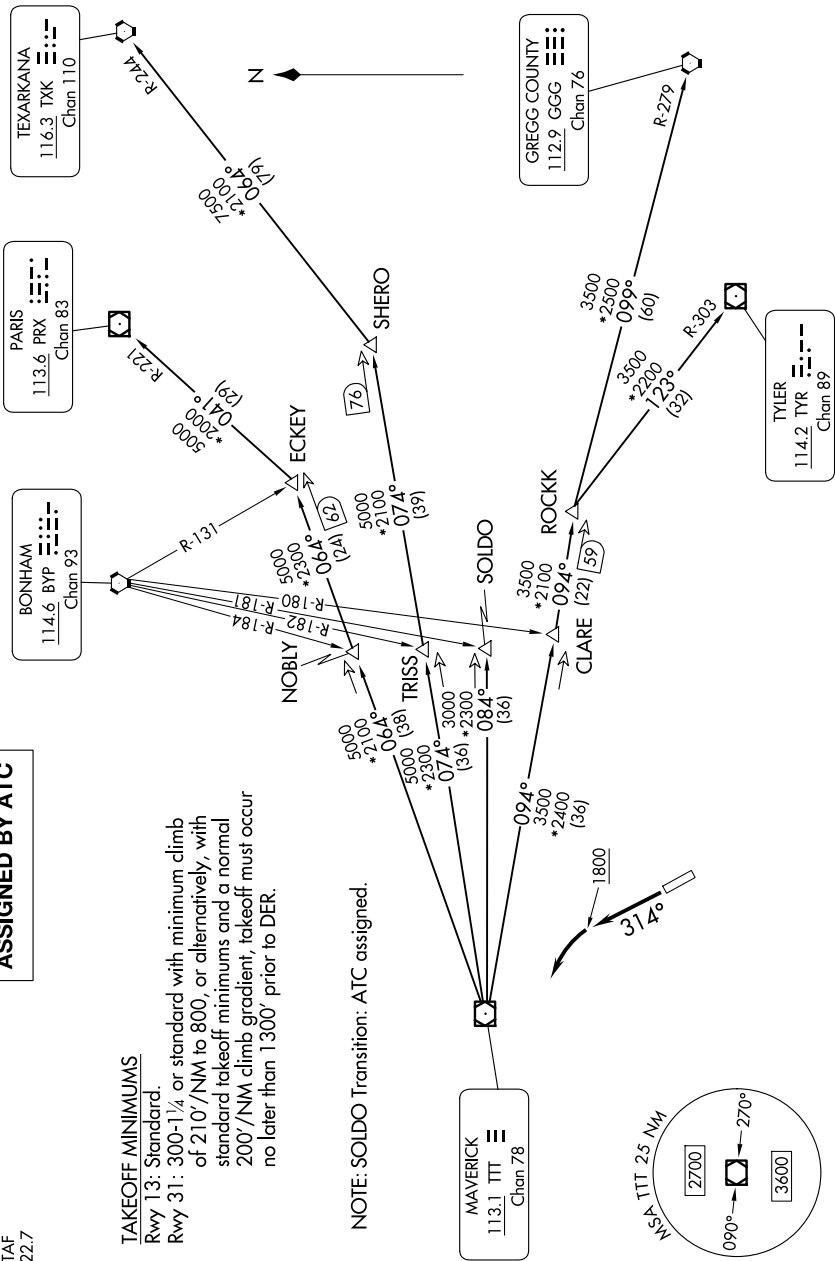 TAF
22.7
ASSIGNED BY ATC
TAKEOFF MINIMUMS
Rwy 13: Standard.
Rwy 31: 300-1¼ or standard with minimum climb
of 210'/NM to 800, or alternatively, with
standard takeoff minimums and a normal
200'/NM climb gradient, takeoff must occur
no later than 1300' prior to DER.
NOTE: SOLDO Transition: ATC assigned.
BONHAM
114.6 BYP
Chan 93
PARIS
113.6 PRX
Chan 83
TEXARKANA
116.3 TXK
Chan 110
N
R-244
7500
*2100
064°
(79)
R-221
5000
*2000
041°
(29)
R-131
R-180
R-181
R-182
R-184
ECKEY
62
5000
*2300
064°
(24)
NOBLY
5000
*2100
064°
(38)
SHERO
76
5000
*2100
074°
(39)
TRISS
5000
*2300
074°
(36)
SOLDO
3000
*2300
084°
(36)
CLARE
094°
3500
*2400
(36)
ROCKK
59
3500
*2100
094°
(22)
3500
*2500
099°
(60)
R-279
GREGG COUNTY
112.9 GGG
Chan 76
3500
*2200
123°
(32)
R-303
TYLER
114.2 TYR
Chan 89
MAVERICK
113.1 TTT
Chan 78
1800
314°
MSA TTT 25 NM
2700
090°
270°
3600